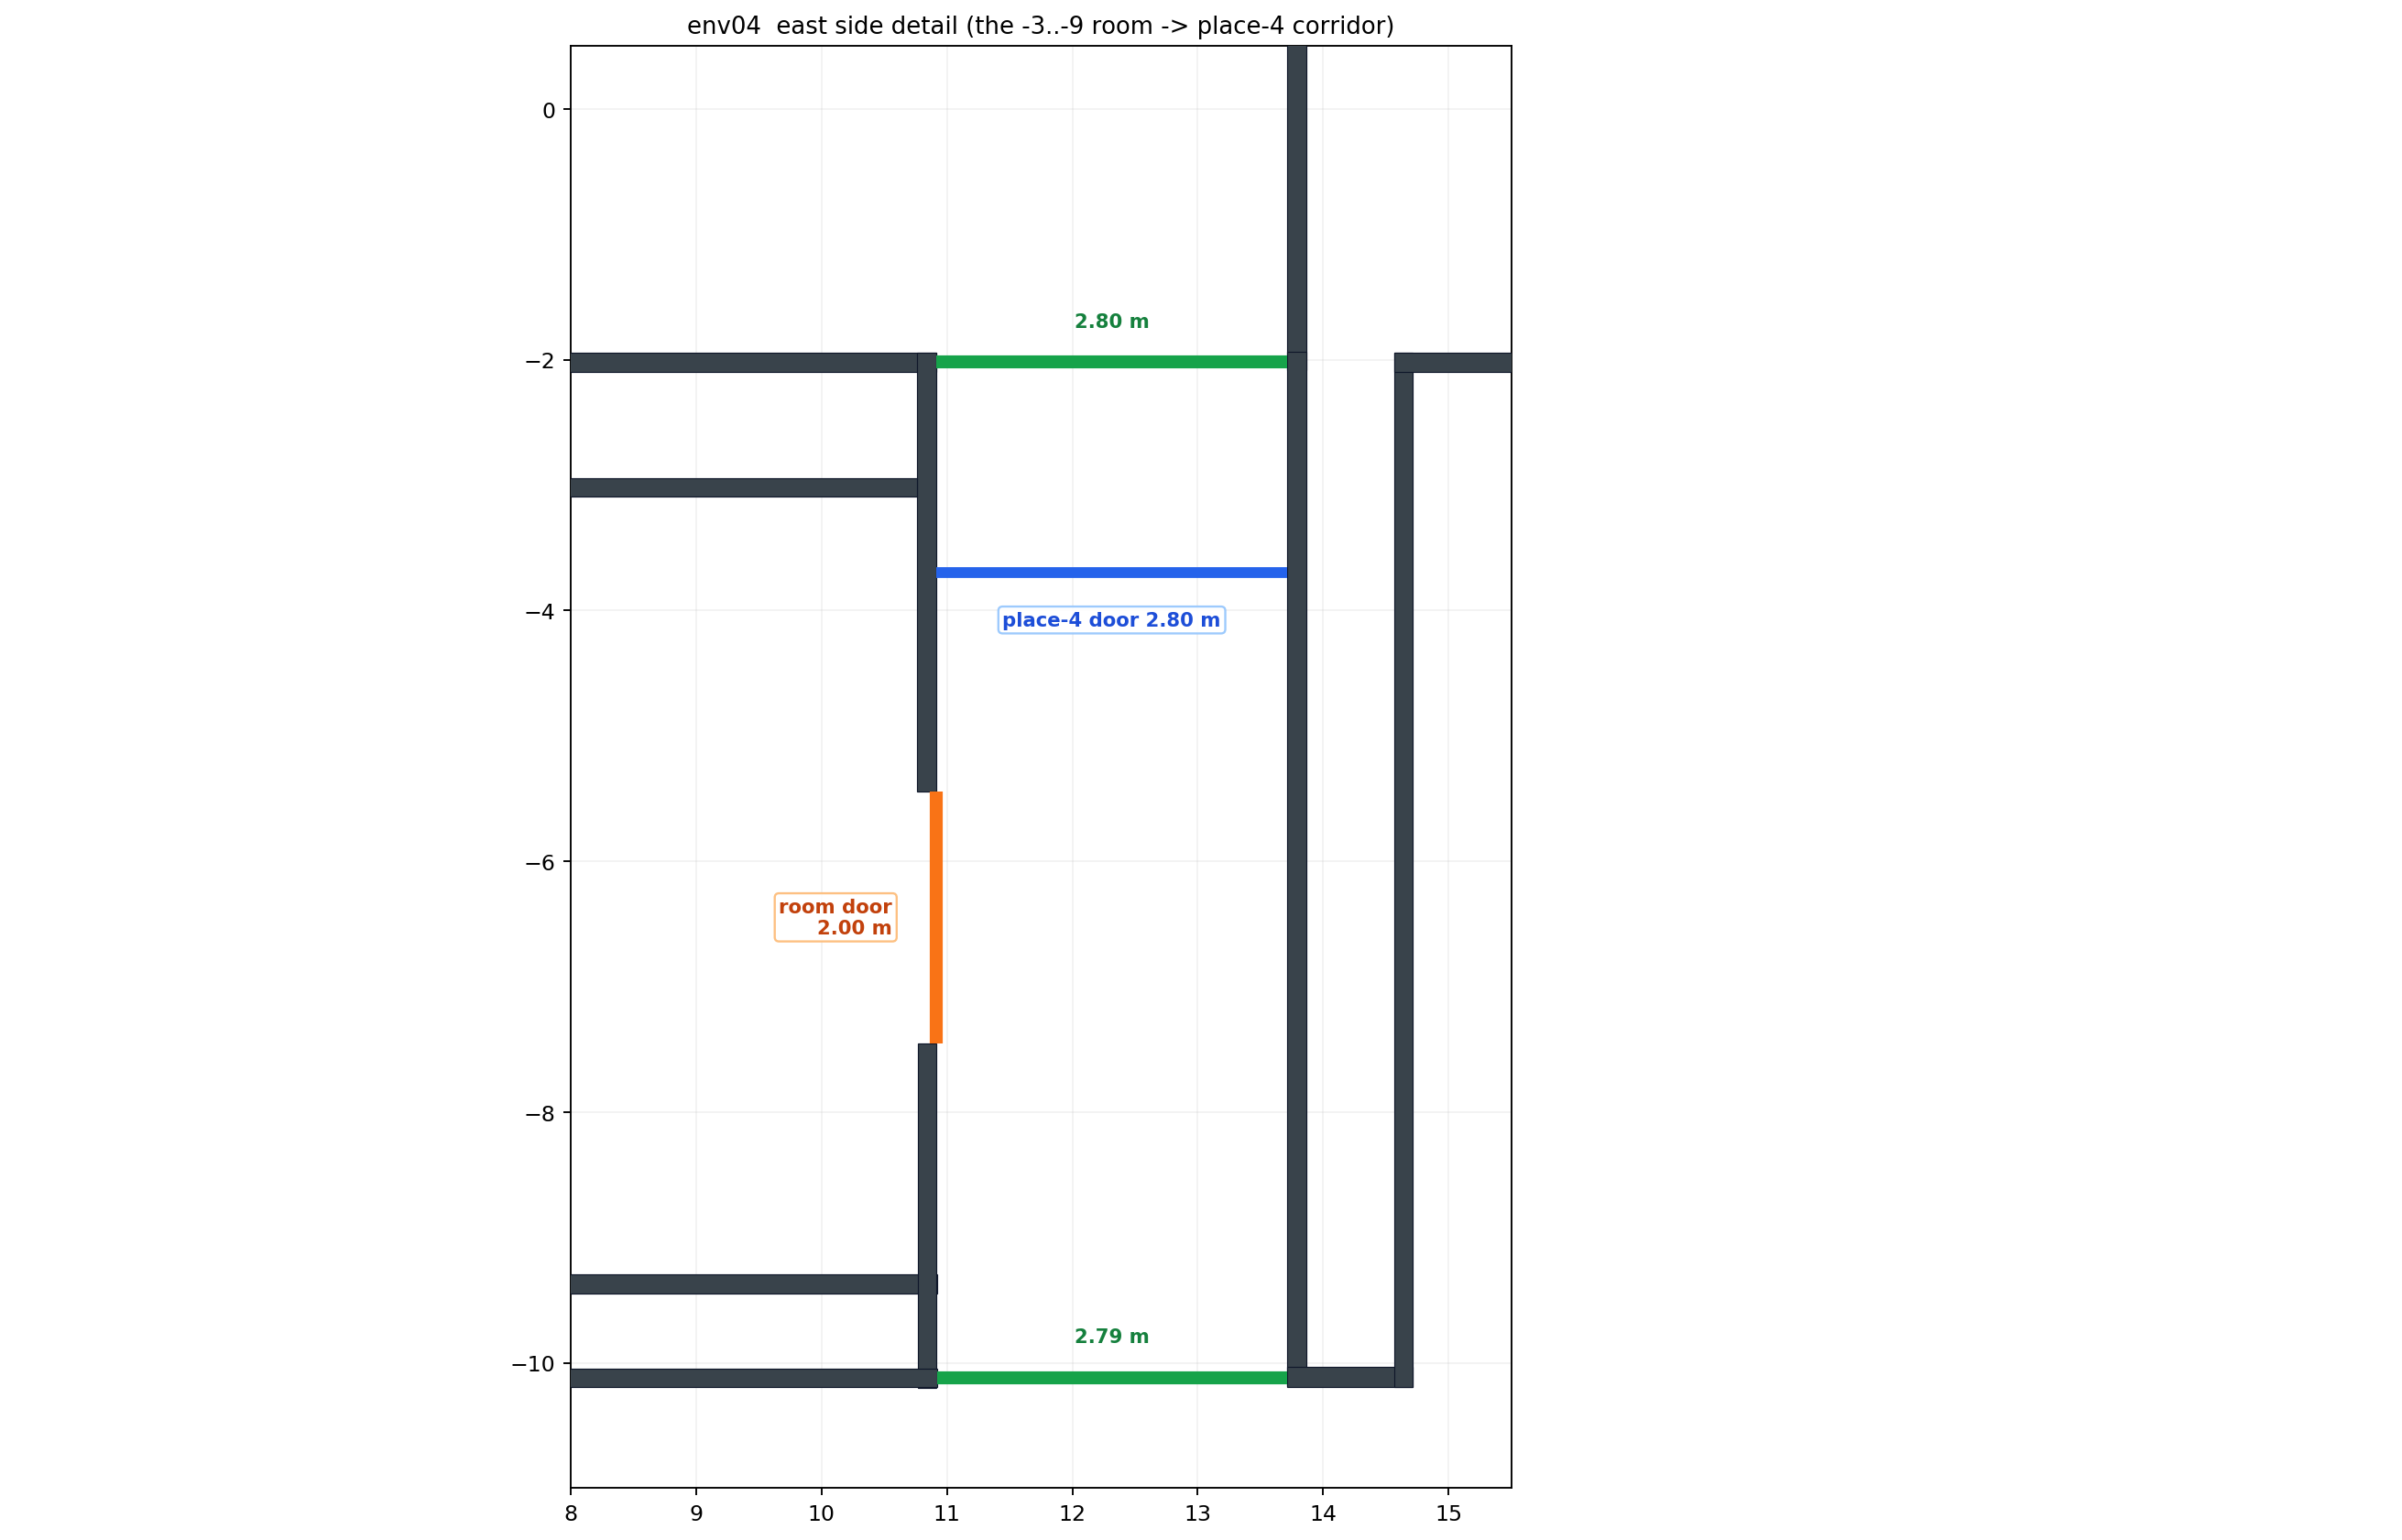 env04  east side detail (the -3..-9 room -> place-4 corridor)
0
2.80 m
−2
−4
place-4 door 2.80 m
−6
room door
2.00 m
−8
2.79 m
−10
8 9 10 11 12 13 14 15